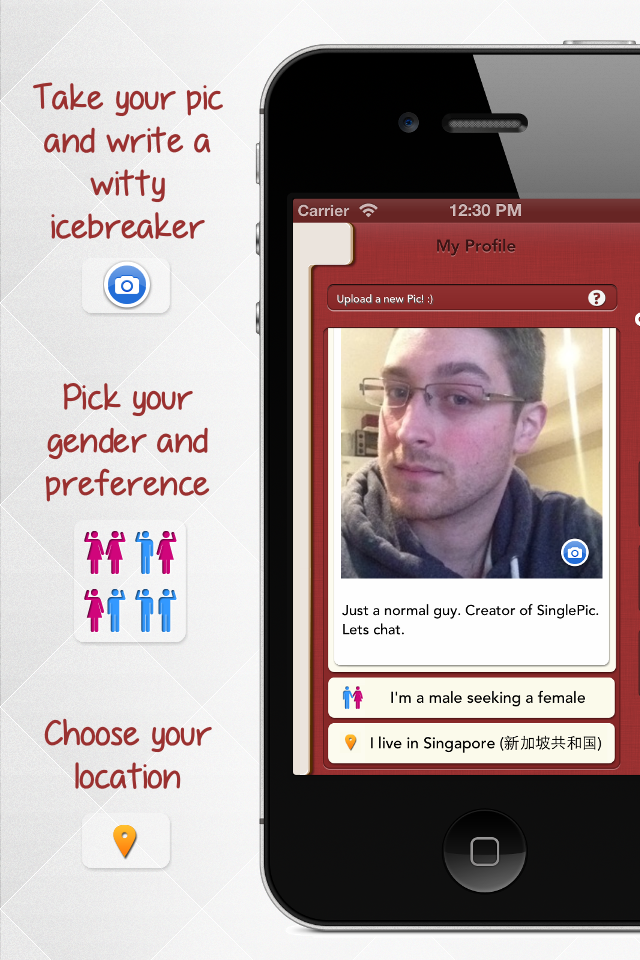 Take your pic
and write a
witty
icebreaker
Pick your
gender and
preference
Choose your
location
Carrier
12:30 PM
My Profile
Upload a new Pic! :)
?
Just a normal guy. Creator of SinglePic.
Lets chat.
I'm a male seeking a female
I live in Singapore (新加坡共和国)